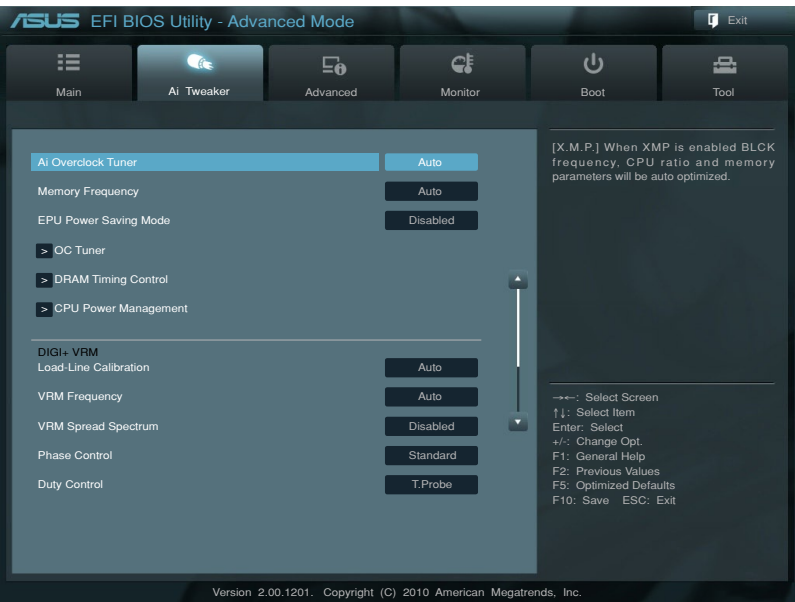 ASUS EFI BIOS Utility - Advanced Mode
Exit
Main
Ai Tweaker
Advanced
Monitor
Boot
Tool
Ai Overclock Tuner Auto
Memory Frequency Auto
EPU Power Saving Mode Disabled
> OC Tuner
> DRAM Timing Control
> CPU Power Management
DIGI+ VRM
Load-Line Calibration Auto
VRM Frequency Auto
VRM Spread Spectrum Disabled
Phase Control Standard
Duty Control T.Probe
[X.M.P.] When XMP is enabled BLCK
frequency, CPU ratio and memory
parameters will be auto optimized.
→←: Select Screen
↑↓: Select Item
Enter: Select
+/-: Change Opt.
F1: General Help
F2: Previous Values
F5: Optimized Defaults
F10: Save ESC: Exit
Version 2.00.1201. Copyright (C) 2010 American Megatrends, Inc.